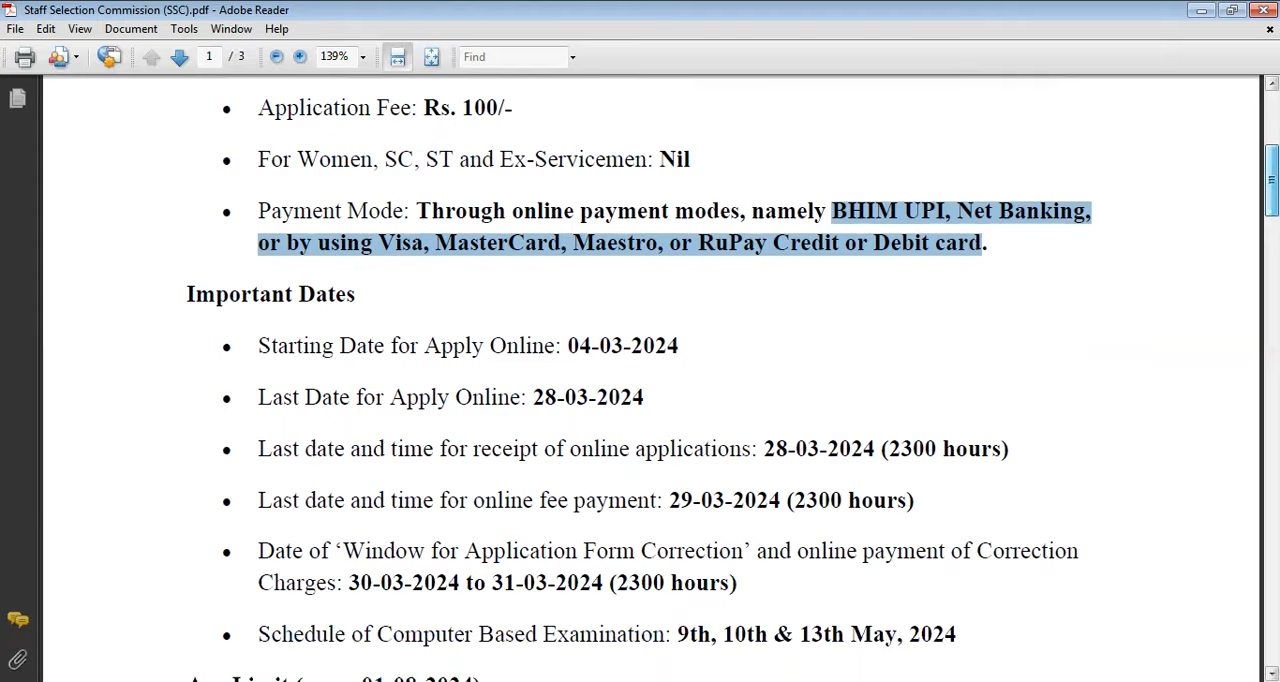 Staff Selection Commission (SSC).pdf - Adobe Reader
File Edit View Document Tools Window Help
1 / 3 139% Find
• Application Fee: Rs. 100/-
• For Women, SC, ST and Ex-Servicemen: Nil
• Payment Mode: Through online payment modes, namely BHIM UPI, Net Banking,
or by using Visa, MasterCard, Maestro, or RuPay Credit or Debit card.
Important Dates
• Starting Date for Apply Online: 04-03-2024
• Last Date for Apply Online: 28-03-2024
• Last date and time for receipt of online applications: 28-03-2024 (2300 hours)
• Last date and time for online fee payment: 29-03-2024 (2300 hours)
• Date of ‘Window for Application Form Correction’ and online payment of Correction
Charges: 30-03-2024 to 31-03-2024 (2300 hours)
• Schedule of Computer Based Examination: 9th, 10th & 13th May, 2024